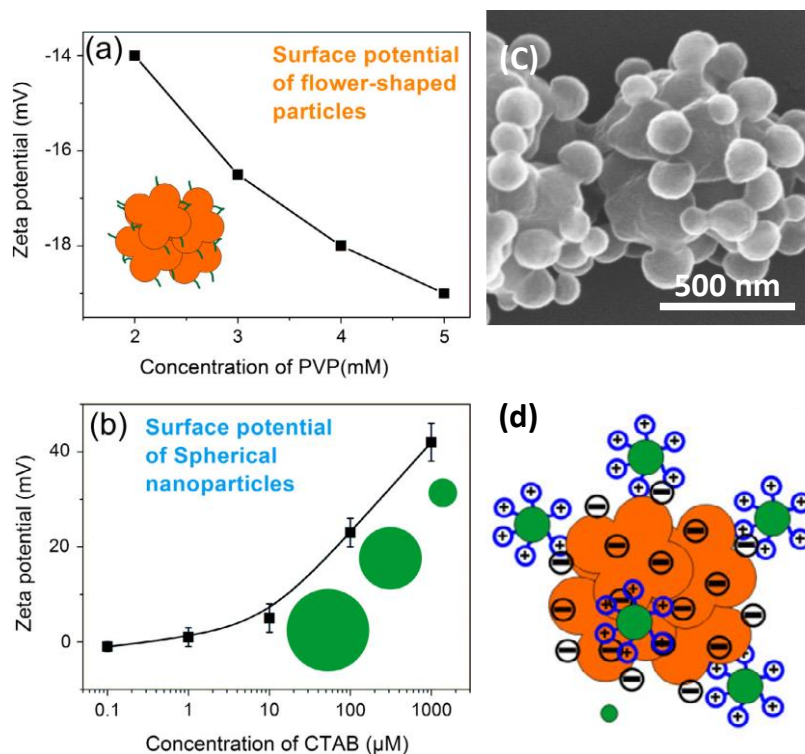 (a)
Surface potential
of flower-shaped
particles
-14
-16
-18
Zeta potential (mV)
2
3
4
5
Concentration of PVP(mM)
(C)
500 nm
(b)
Surface potential
of Spherical
nanoparticles
40
20
0
Zeta potential (mV)
0.1
1
10
100
1000
Concentration of CTAB (µM)
(d)